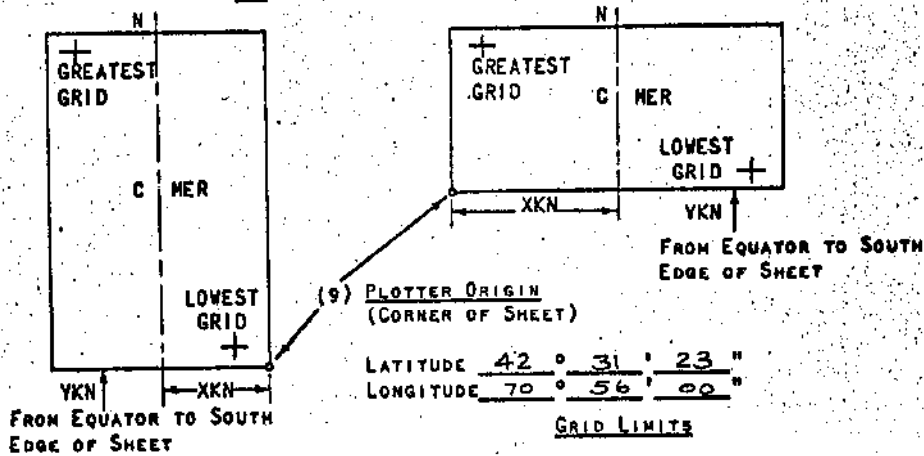 N
GREATEST
GRID
C MER
LOWEST
GRID
YKN
XKN
FROM EQUATOR TO SOUTH
EDGE OF SHEET
N
GREATEST
GRID
C MER
LOWEST
GRID
XKN
YKN
FROM EQUATOR TO SOUTH
EDGE OF SHEET
(9) PLOTTER ORIGIN
(CORNER OF SHEET)
LATITUDE 42 ° 31 ' 23 "
LONGITUDE 70 ° 56 ' 00 "
GRID LIMITS